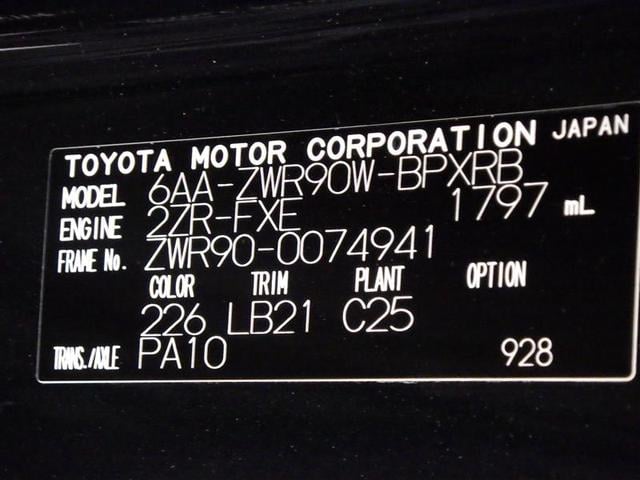 TOYOTA MOTOR CORPORATION JAPAN
MODEL 6AA-ZWR90W-BPXRB
ENGINE 2ZR-FXE 1797 mL
FRAME No. ZWR90-0074941
COLOR TRIM PLANT OPTION
226 LB21 C25
TRANS./AXLE PA10 928